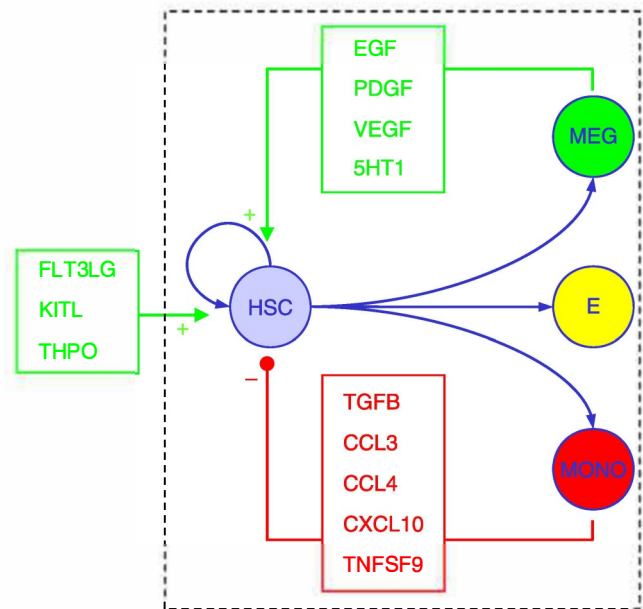 EGF
PDGF
VEGF
5HT1
MEG
+
FLT3LG
KITL
THPO
+
HSC
E
−
TGFB
CCL3
CCL4
CXCL10
TNFSF9
MONO